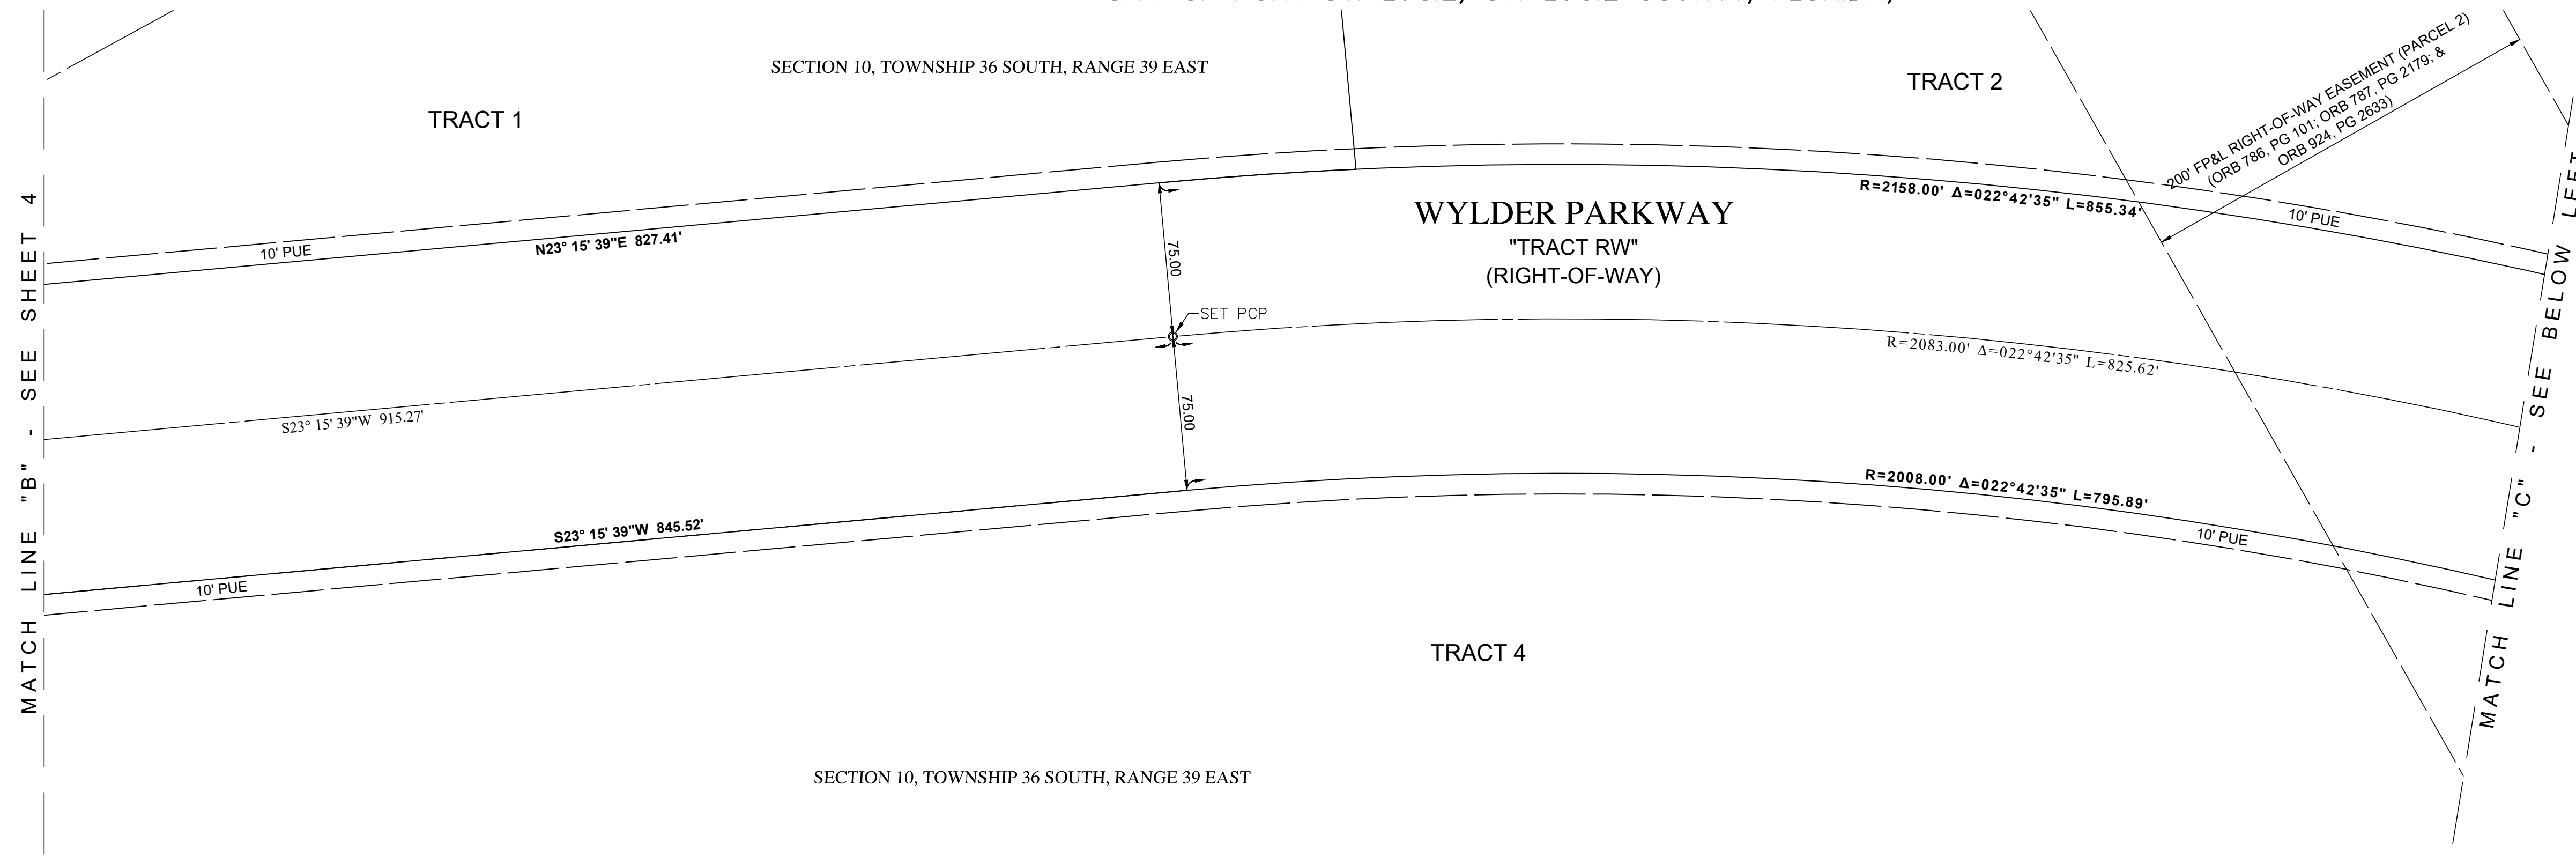 SECTION 10, TOWNSHIP 36 SOUTH, RANGE 39 EAST
TRACT 1
TRACT 2
200' FP&L RIGHT-OF-WAY EASEMENT (PARCEL 2)
(ORB 786, PG 101; ORB 787, PG 2179; &
ORB 924, PG 2633)
MATCH LINE "B" - SEE SHEET 4
10' PUE
N23° 15' 39"E 827.41'
75.00
WYLDER PARKWAY
"TRACT RW"
(RIGHT-OF-WAY)
R=2158.00' Δ=022°42'35" L=855.34'
10' PUE
SET PCP
S23° 15' 39"W 915.27'
75.00
R=2083.00' Δ=022°42'35" L=825.62'
S23° 15' 39"W 845.52'
10' PUE
R=2008.00' Δ=022°42'35" L=795.89'
10' PUE
TRACT 4
SECTION 10, TOWNSHIP 36 SOUTH, RANGE 39 EAST
MATCH LINE "C" - SEE BELOW LEFT